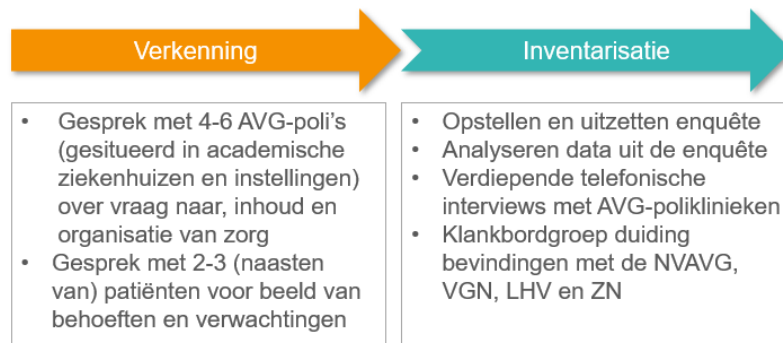 Verkenning
Inventarisatie
• Gesprek met 4-6 AVG-poli's
(gesitueerd in academische
ziekenhuizen en instellingen)
over vraag naar, inhoud en
organisatie van zorg
• Gesprek met 2-3 (naasten
van) patiënten voor beeld van
behoeften en verwachtingen
• Opstellen en uitzetten enquête
• Analyseren data uit de enquête
• Verdiepende telefonische
interviews met AVG-poliklinieken
• Klankbordgroep duiding
bevindingen met de NVAVG,
VGN, LHV en ZN